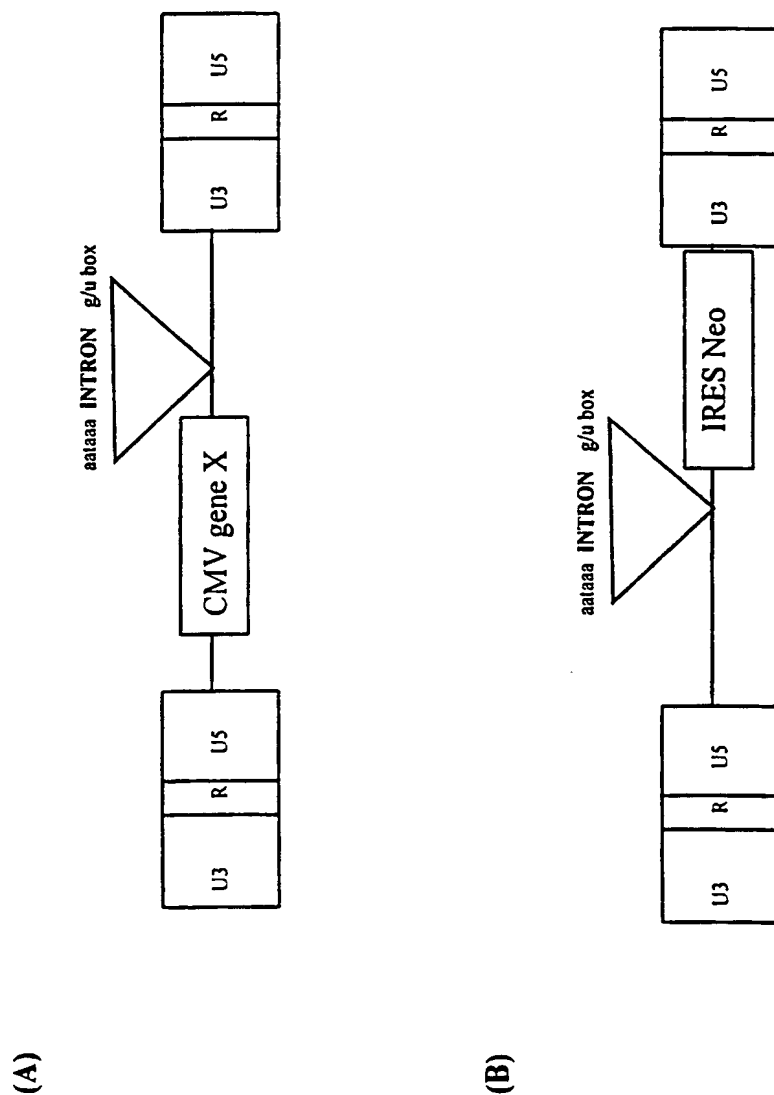 (A)
aataaa INTRON g/u box
U3 R U5 CMV gene X U3 R U5
(B)
aataaa INTRON g/u box
U3 R U5 IRES Neo U3 R U5